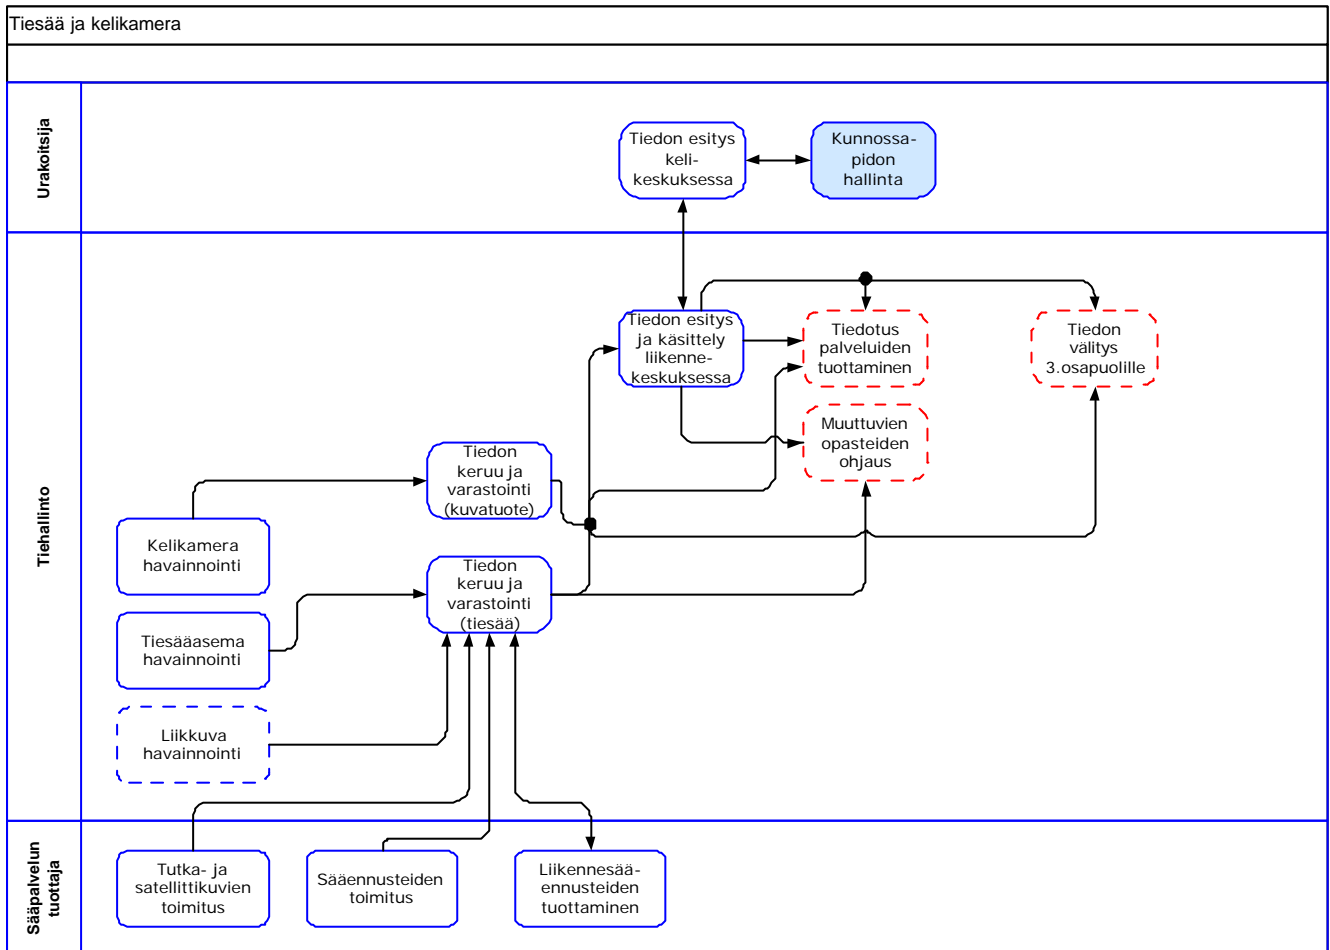 Tiesää ja kelikamera
Urakoitsija
Tiedon esitys
keli-
keskuksessa
Kunnossa-
pidon
hallinta
Tiehallinto
Tiedon esitys
ja käsittely
liikenne-
keskuksessa
Tiedotus
palveluiden
tuottaminen
Tiedon
välitys
3.osapuolille
Muuttuvien
opasteiden
ohjaus
Tiedon
keruu ja
varastointi
(kuvatuote)
Kelikamera
havainnointi
Tiedon
keruu ja
varastointi
(tiesää)
Tiesääasema
havainnointi
Liikkuva
havainnointi
Sääpalvelun
tuottaja
Tutka- ja
satellittikuvien
toimitus
Sääennusteiden
toimitus
Liikennesää-
ennusteiden
tuottaminen